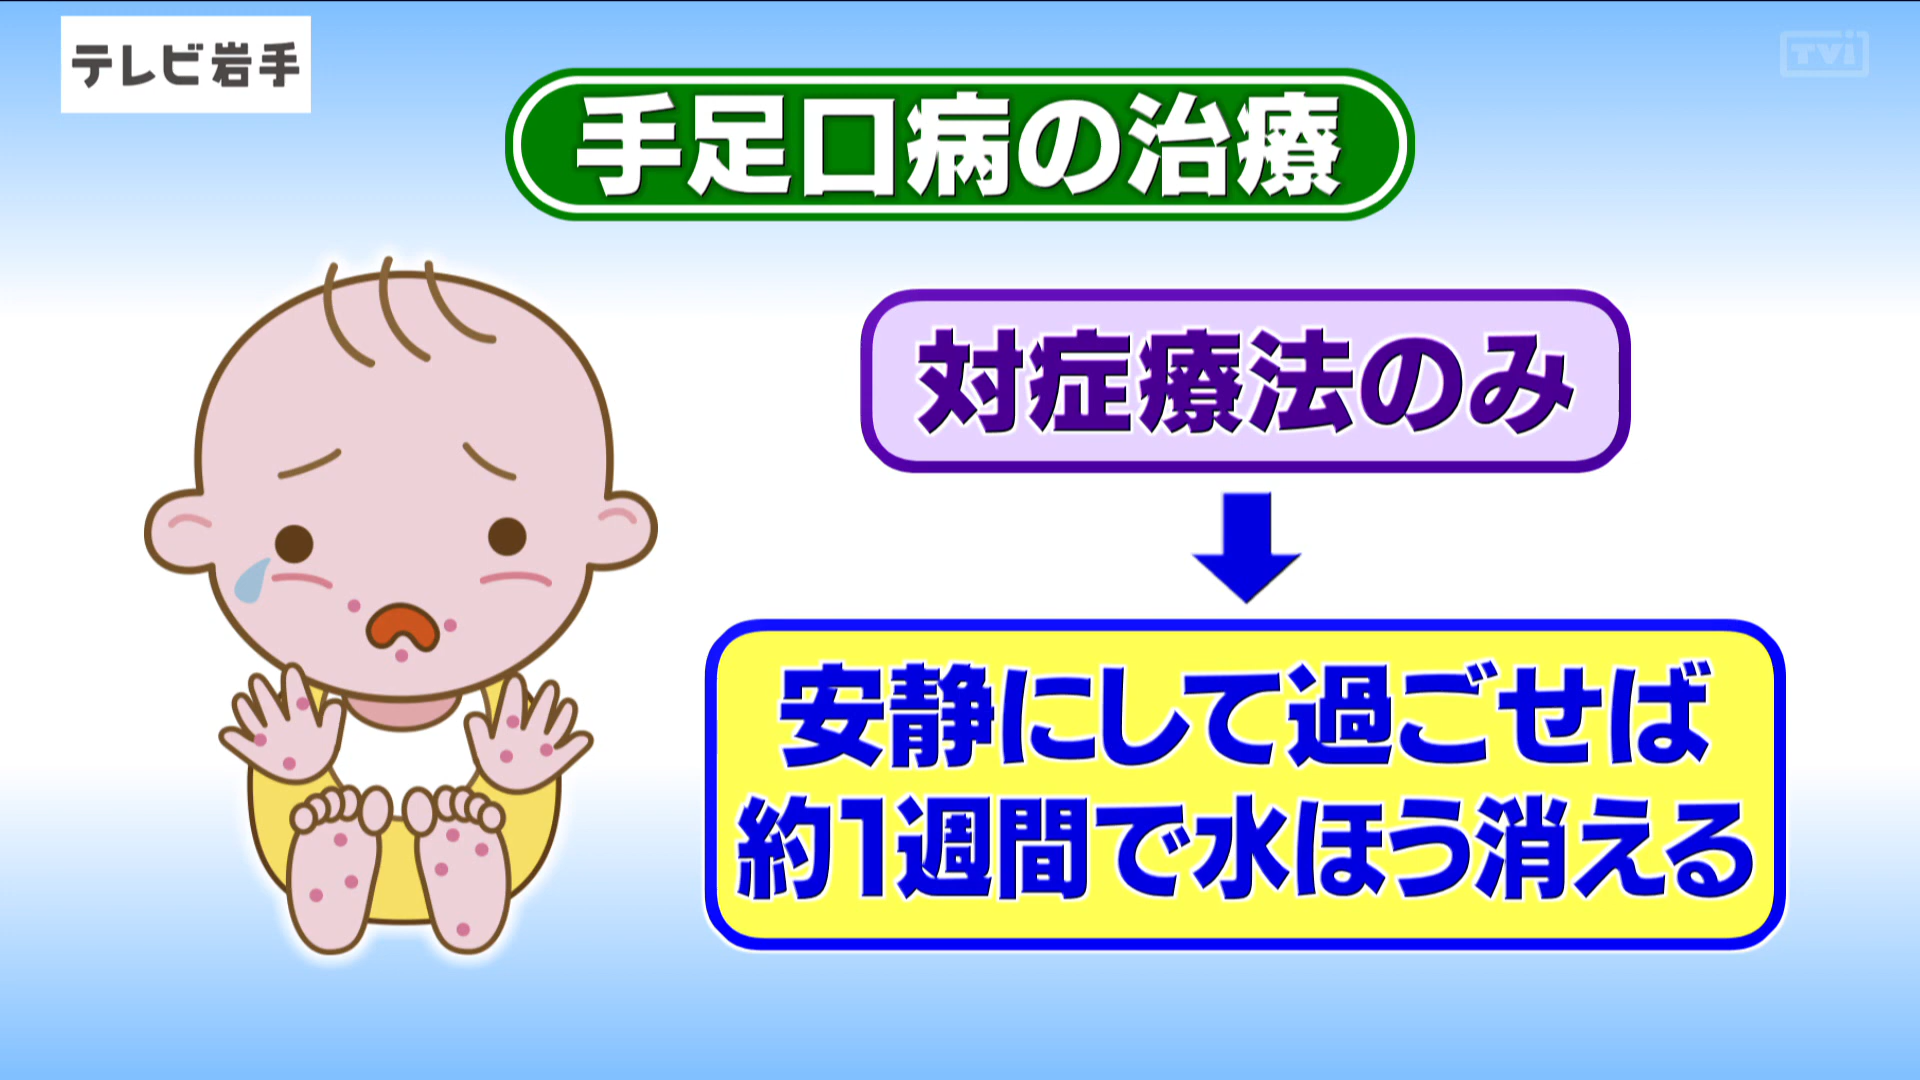 テレビ岩手
TVi
手足口病の治療
対症療法のみ
安静にして過ごせば
約1週間で水ほう消える